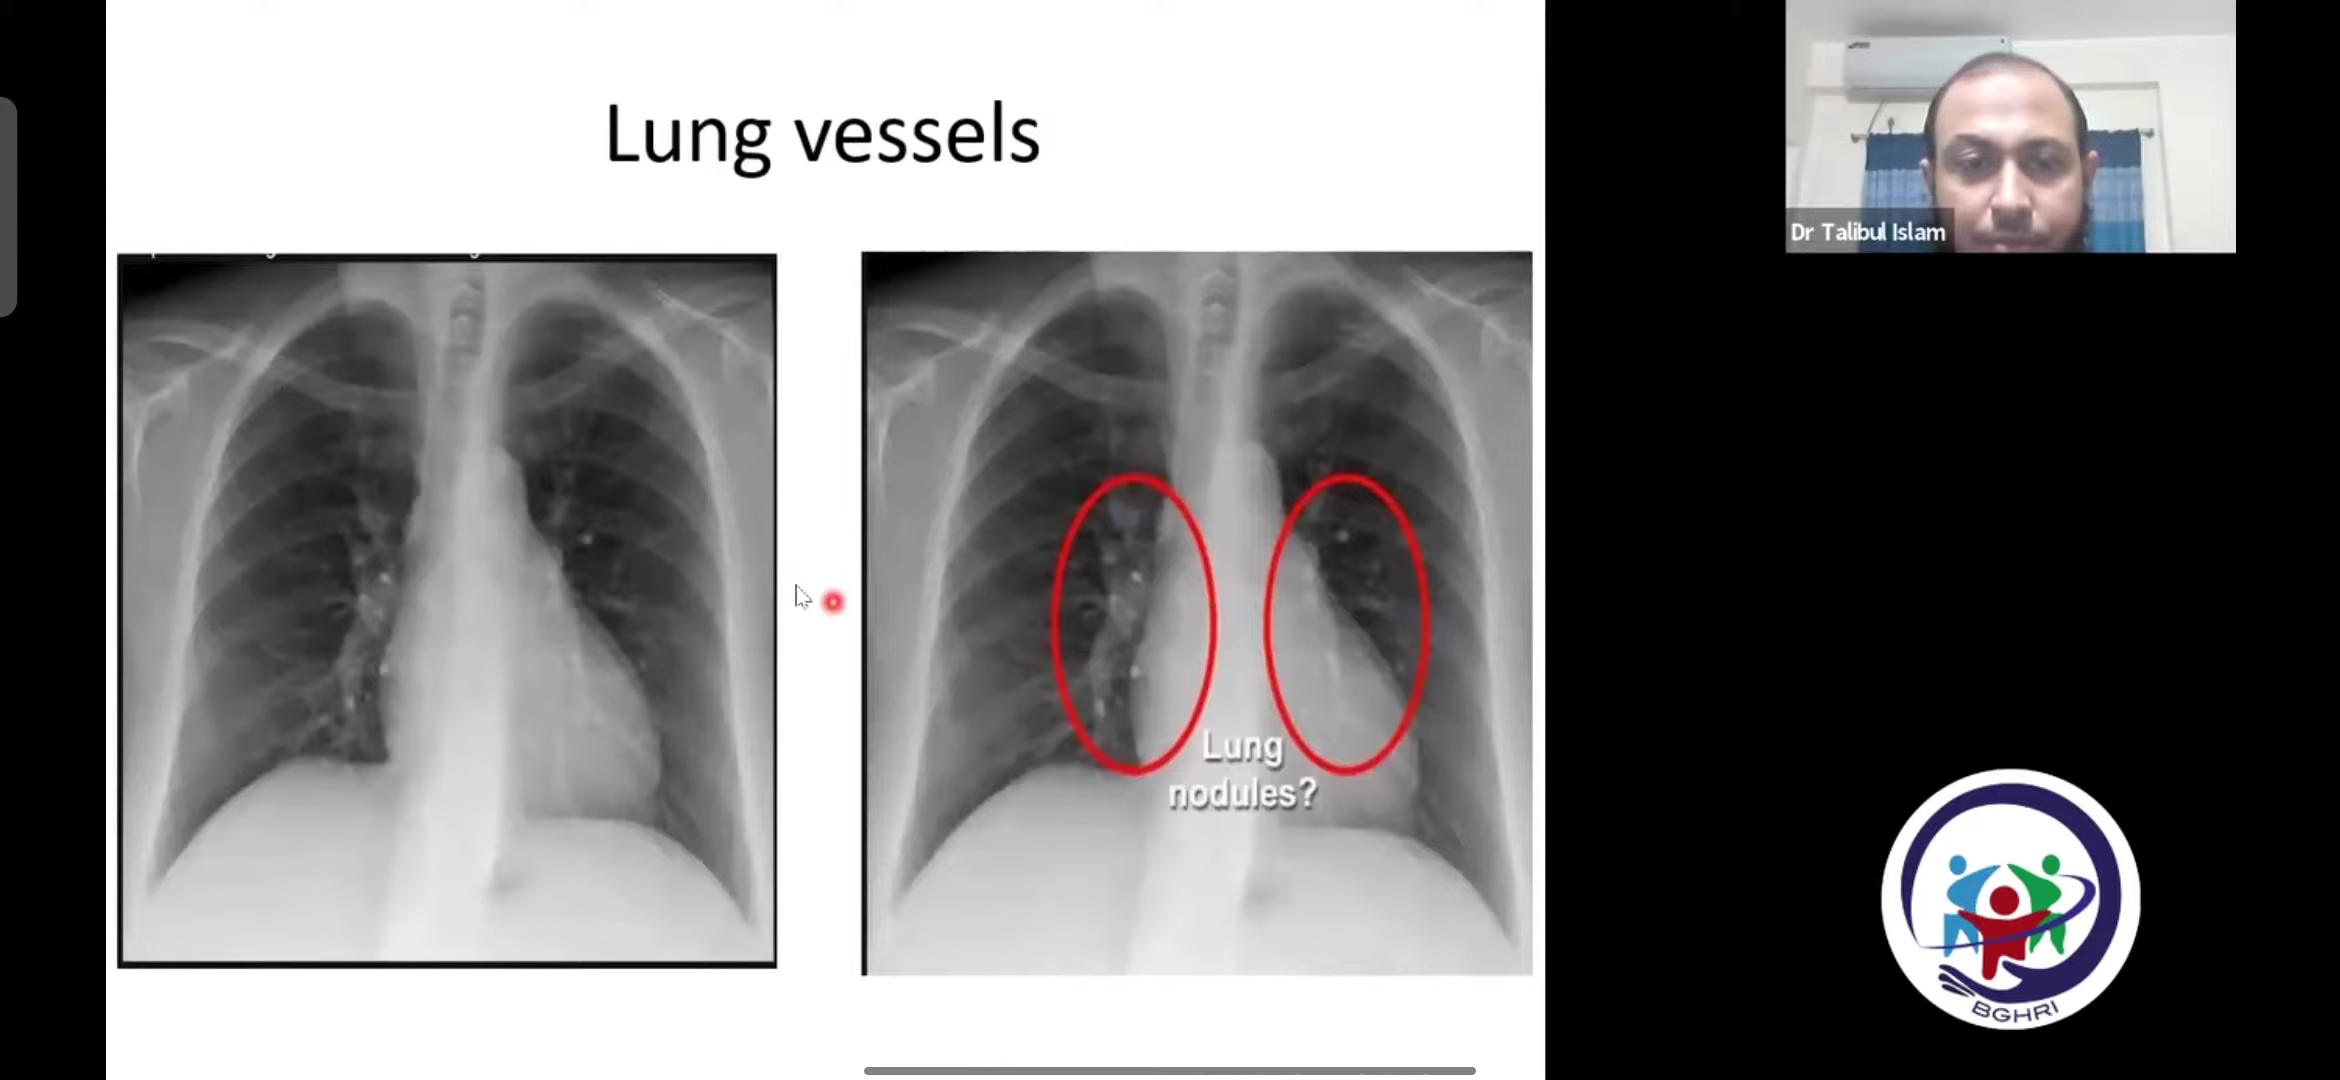 Lung vessels
Lung
nodules?
Dr Talibul Islam
BGHRI